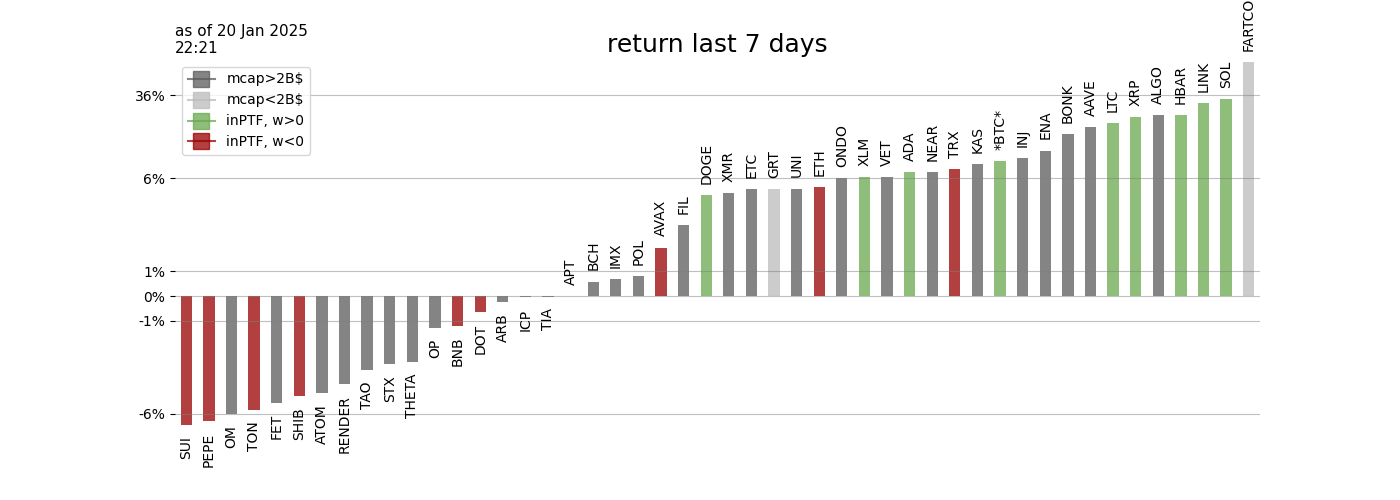 as of 20 Jan 2025
22:21
return last 7 days
mcap>2B$
mcap<2B$
inPTF, w>0
inPTF, w<0
36%
6%
1%
0%
-1%
-6%
SUI
PEPE
OM
TON
FET
SHIB
ATOM
RENDER
TAO
STX
THETA
OP
BNB
DOT
ARB
ICP
TIA
APT
BCH
IMX
POL
AVAX
FIL
DOGE
XMR
ETC
GRT
UNI
ETH
ONDO
XLM
VET
ADA
NEAR
TRX
KAS
*BTC*
INJ
ENA
BONK
AAVE
LTC
XRP
ALGO
HBAR
LINK
SOL
FARTCO